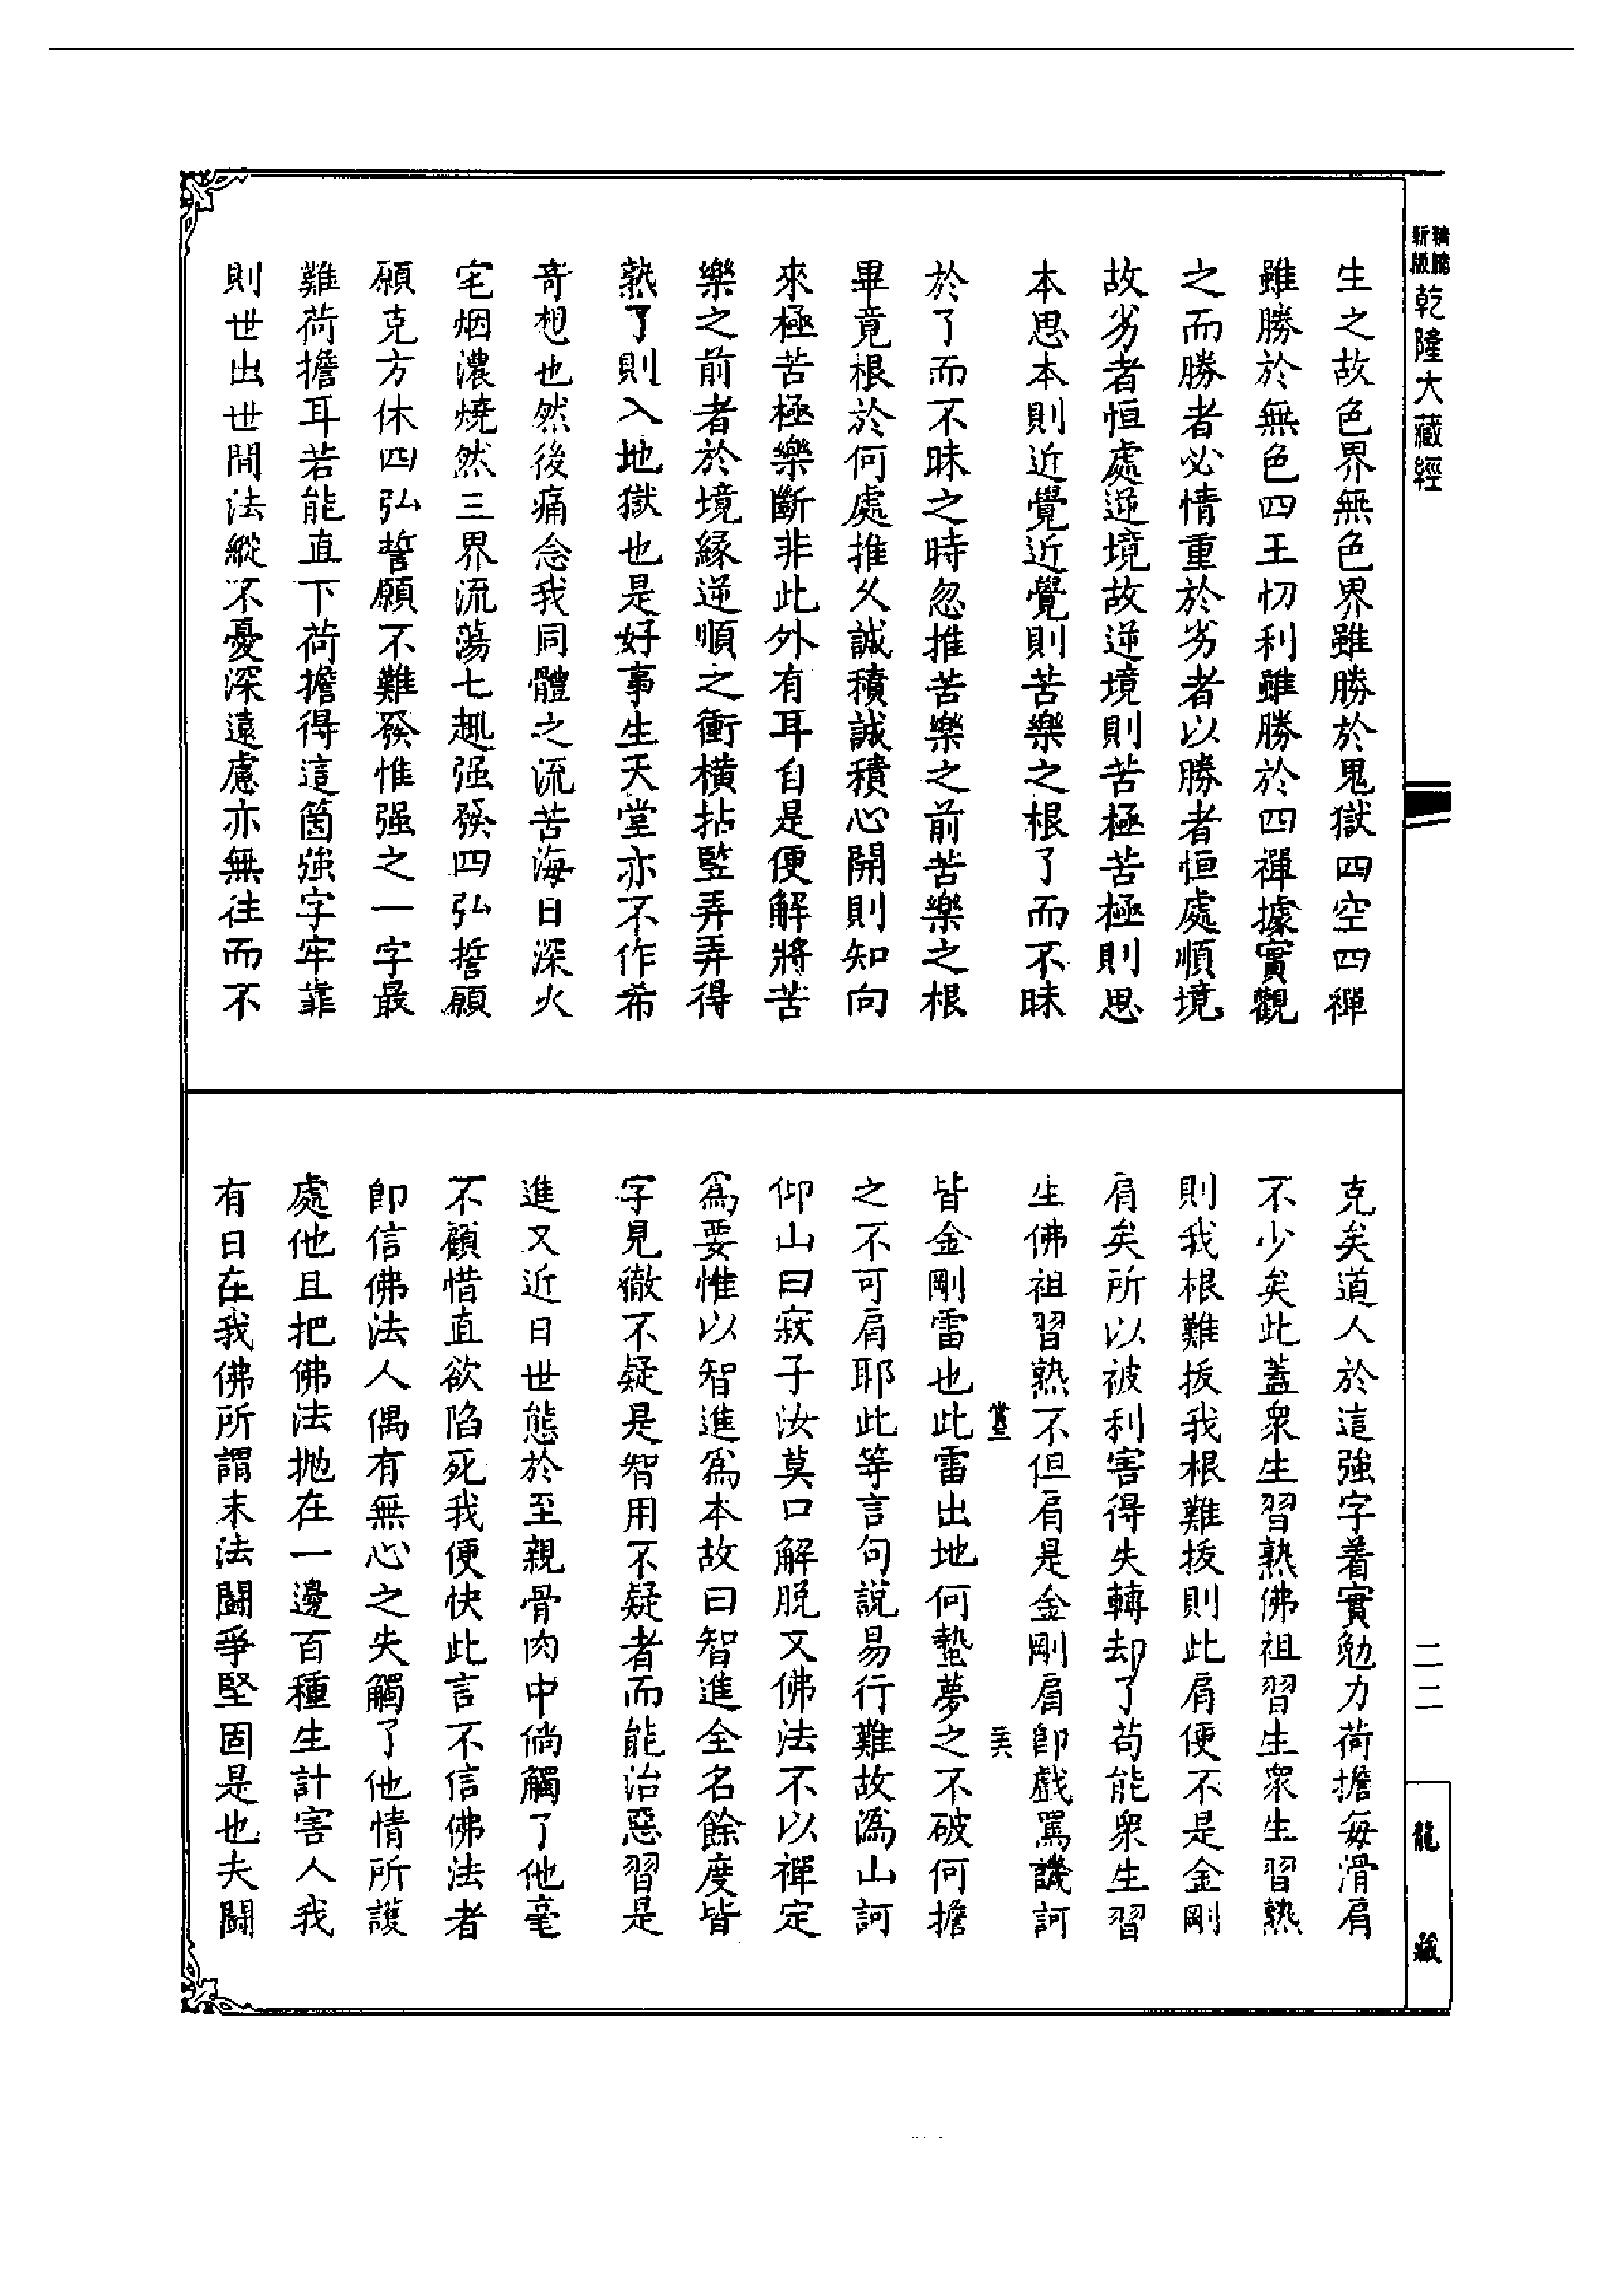 新版精縮乾隆大藏經
二二
龍藏
生之故色界無色界雖勝於鬼獄四空四禪
雖勝於無色四王忉利雖勝於四禪據實觀
之而勝者必情重於劣者以勝者恒處順境
故劣者恒處逆境故逆境則苦極苦極則思
本思本則近覺近覺則苦樂之根了而不昧
於了而不昧之時忽推苦樂之前苦樂之根
畢竟根於何處推久誠積誠積心開則知向
來極苦極樂斷非此外有耳自是便解將苦
樂之前者於境緣逆順之衝橫拈豎弄弄得
熟了則入地獄也是好事生天堂亦不作希
奇想也然後痛念我同體之流苦海日深火
宅烟濃燒然三界流蕩七趣强發四弘誓願
願克方休四弘誓願不難發惟强之一字最
難荷擔耳若能直下荷擔得這箇強字牢靠
則世出世間法縱不憂深遠慮亦無往而不
克矣道人於這強字着實勉力荷擔每滑肩
不少矣此蓋衆生習熟佛祖習生衆生習熟
則我根難拔我根難拔則此肩便不是金剛
肩矣所以被利害得失轉却了苟能衆生習
生佛祖習熟不但肩是金剛肩卽戲罵譏訶
皆金剛雷也此雷出地何蟄夢之不破何擔
之不可肩耶此等言句說易行難故溈山訶
仰山曰寂子汝莫口解脫又佛法不以禪定
爲要惟以智進爲本故曰智進全名餘度皆
字見徹不疑是智用不疑者而能治惡習是
進又近日世態於至親骨肉中倘觸了他毫
不顧惜直欲陷死我便快此言不信佛法者
卽信佛法人偶有無心之失觸了他情所護
處他且把佛法拋在一邊百種生計害人我
有日在我佛所謂末法鬪爭堅固是也夫鬪